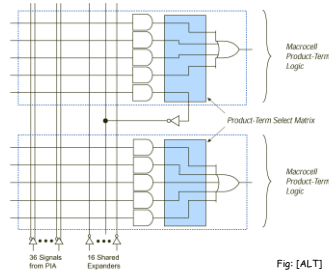 Macrocell
Product-Term
Logic
Product-Term Select Matrix
Macrocell
Product-Term
Logic
36 Signals
from PIA
16 Shared
Expanders
Fig: [ALT]